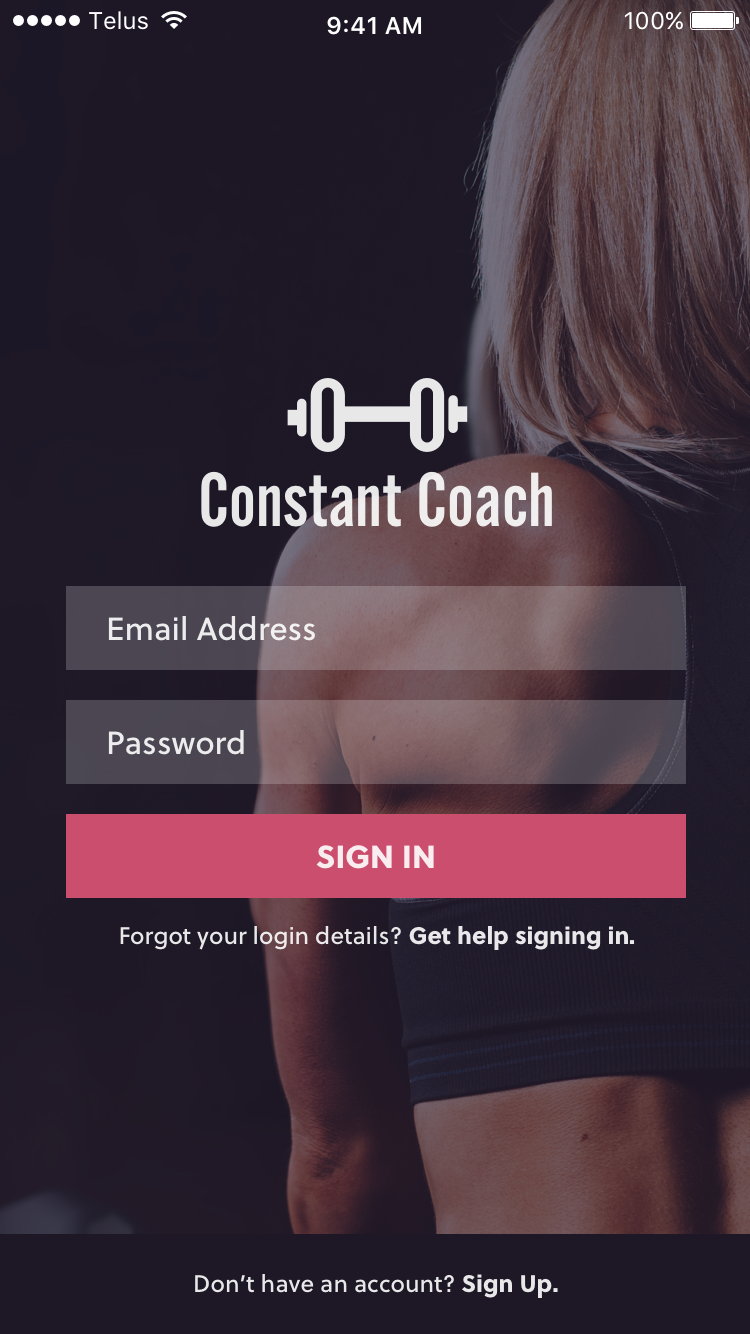 Telus 9:41 AM 100%
Constant Coach
Email Address
Password
SIGN IN
Forgot your login details? Get help signing in.
Don’t have an account? Sign Up.